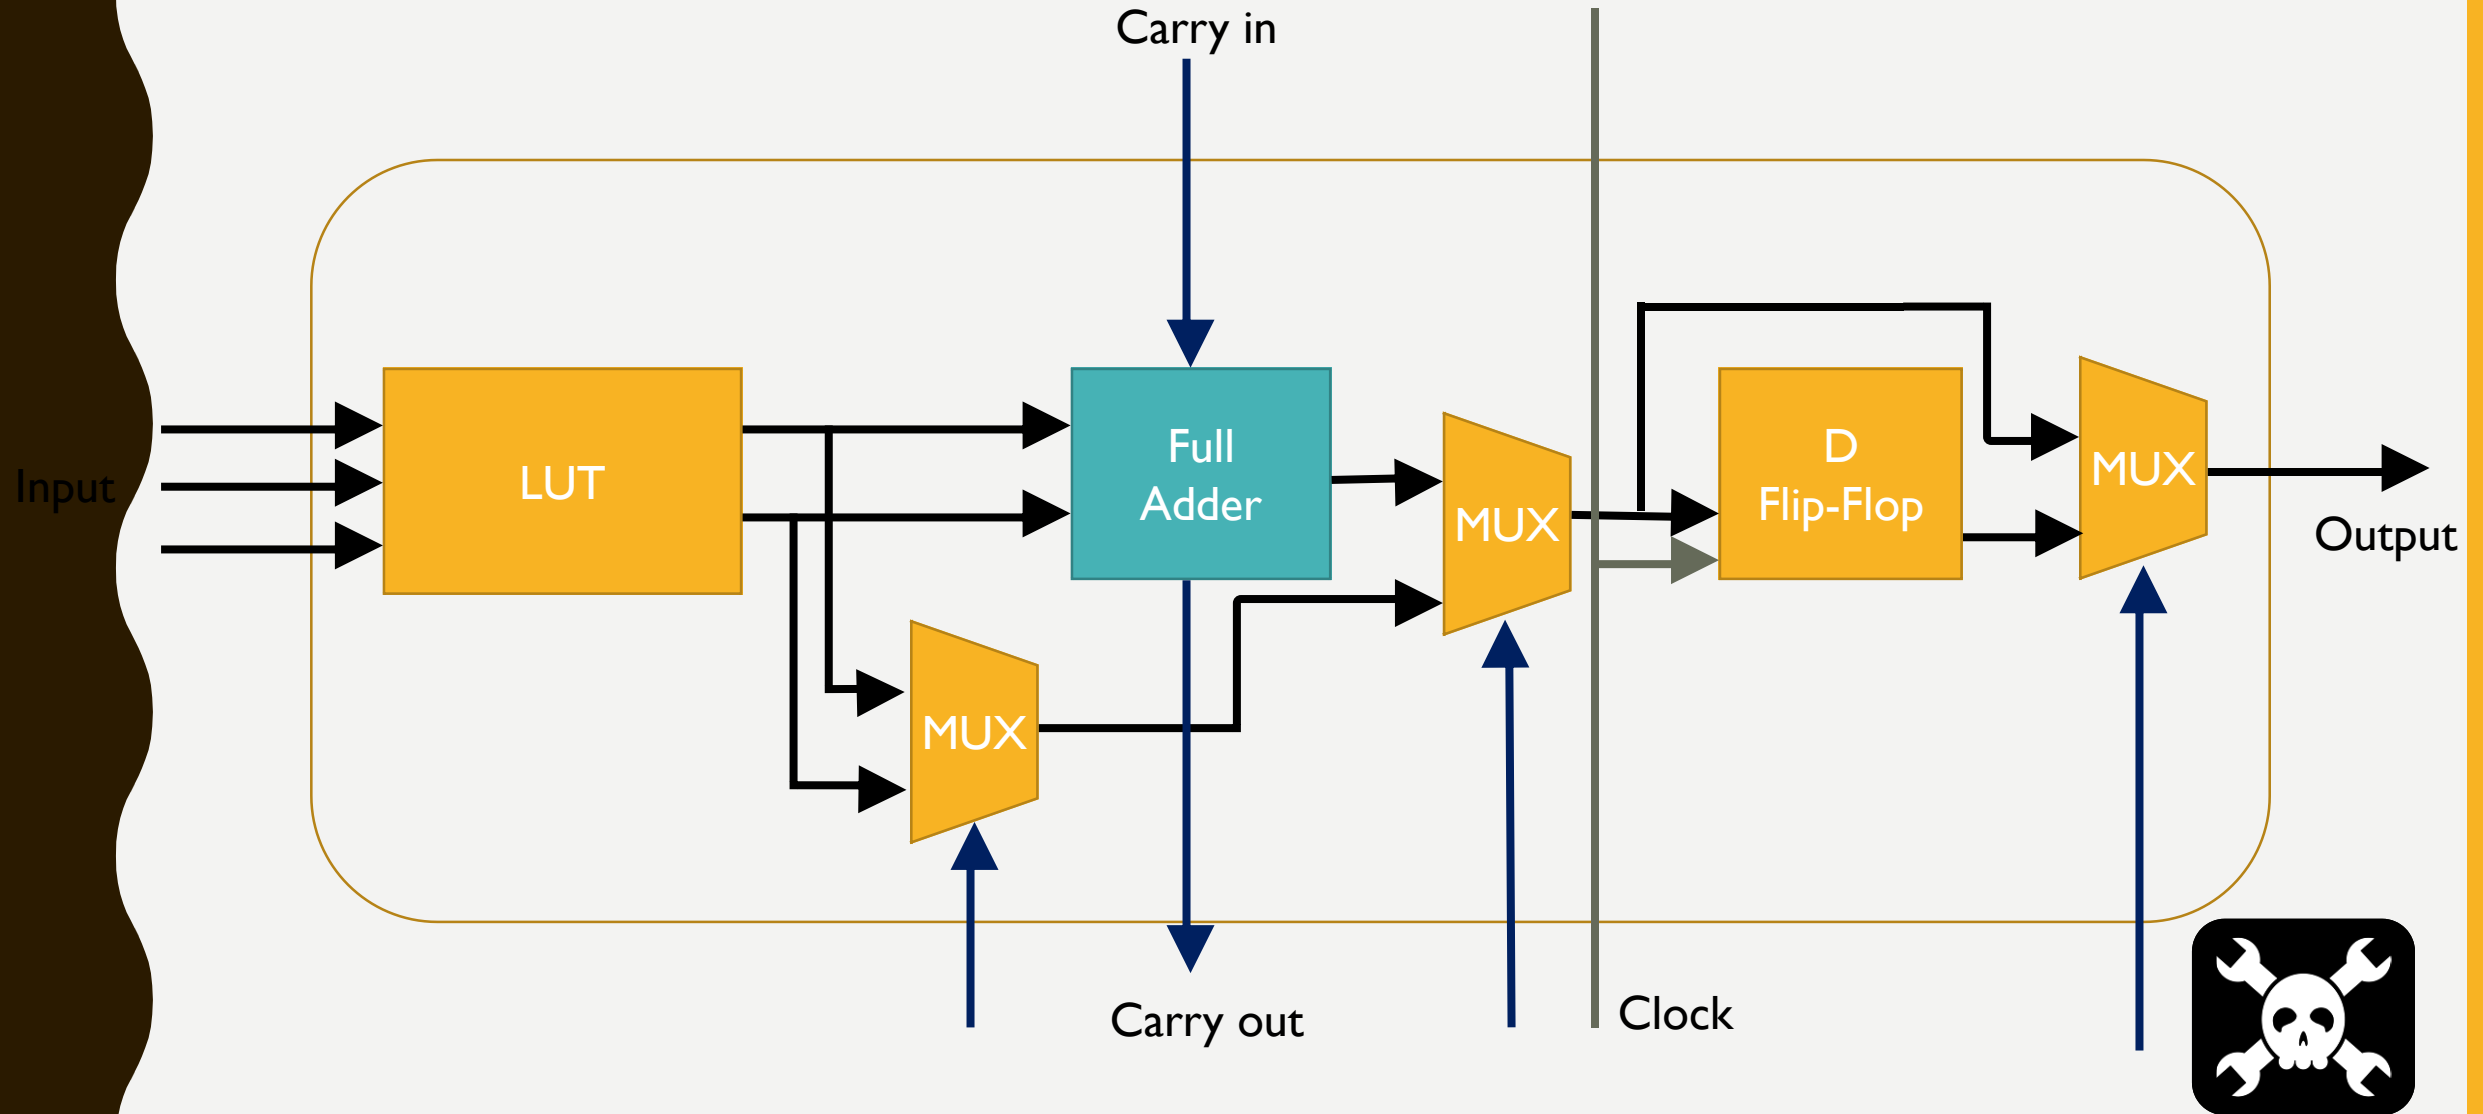 Carry in
Input
LUT
Full
Adder
MUX
D
Flip-Flop
MUX
Output
MUX
Carry out
Clock